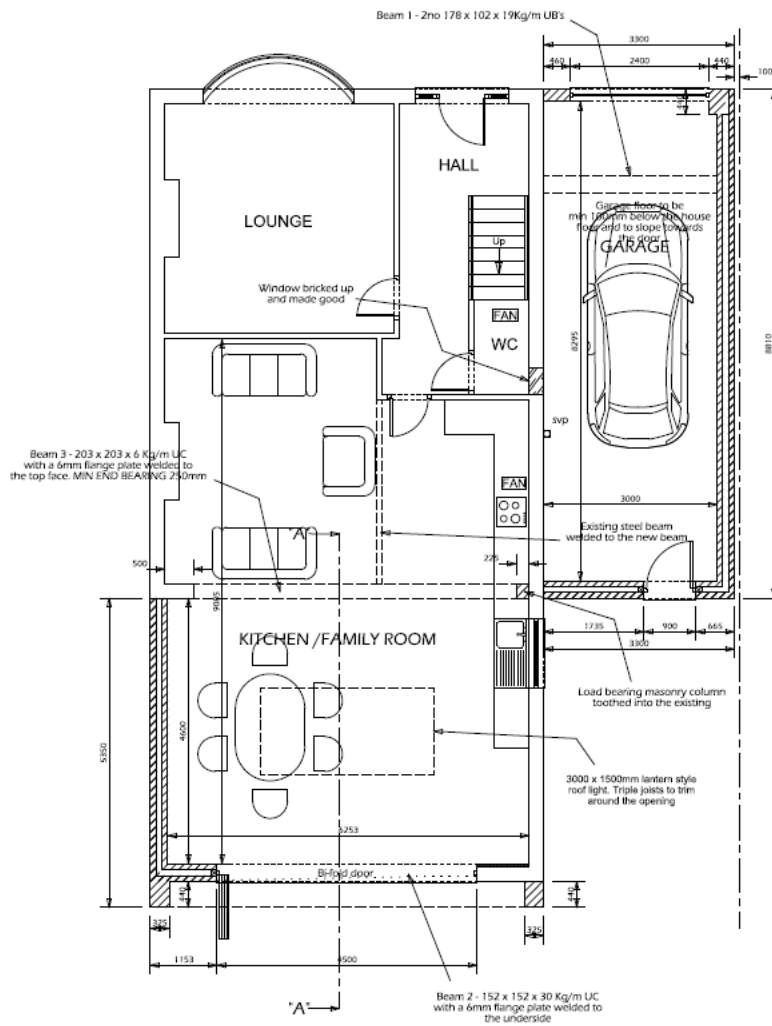 Beam 1 - 2no 178 x 102 x 19Kg/m UB's
3300
460
2400
440
100
HALL
LOUNGE
Up
Garage floor to be
min 100mm below the house
floor and to slope towards
the door
GARAGE
Window bricked up
and made good
FAN
WC
8295
8810
svp
Beam 3 - 203 x 203 x 6 Kg/m UC
with a 6mm flange plate welded to
the top face. MIN END BEARING 250mm
FAN
3000
"A"
Existing steel beam
welded to the new beam
500
225
9045
KITCHEN /FAMILY ROOM
1735
900
665
3300
Load bearing masonry column
toothed into the existing
5350
4600
3000 x 1500mm lantern style
roof light. Triple joists to trim
around the opening
6253
Bi-fold door
440
440
325
325
1153
4500
"A"
Beam 2 - 152 x 152 x 30 Kg/m UC
with a 6mm flange plate welded to
the underside